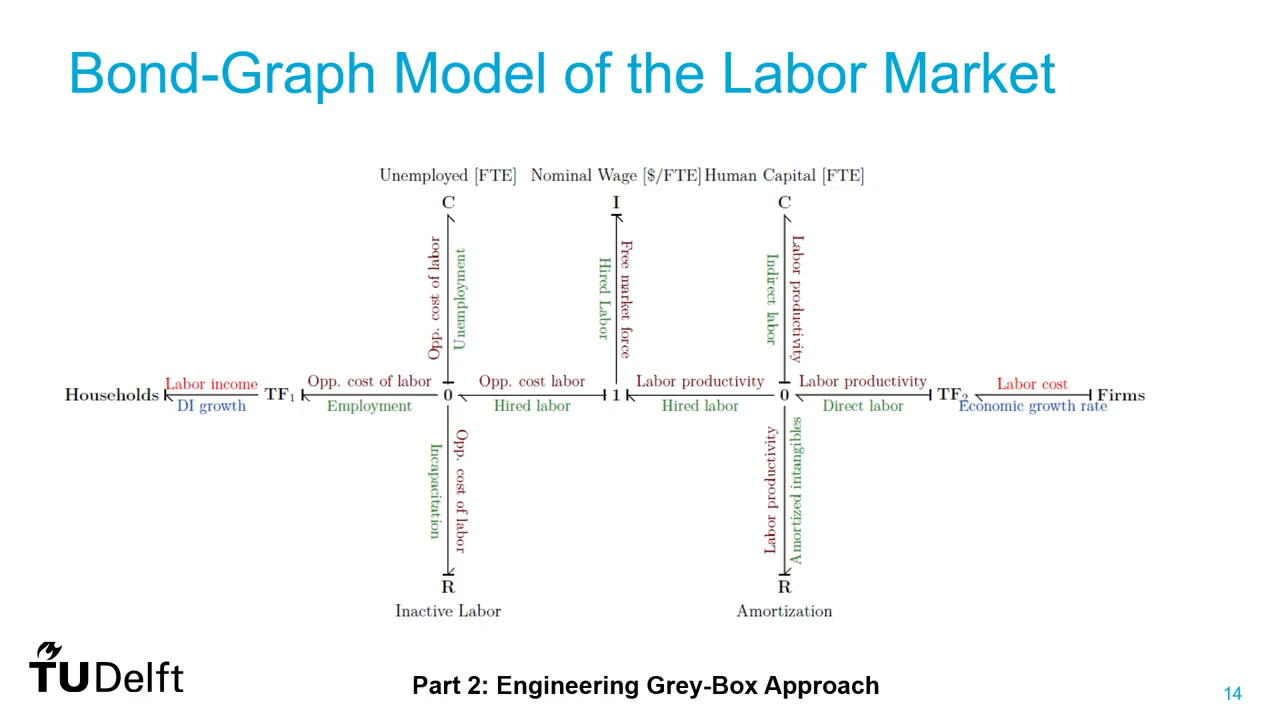 Bond-Graph Model of the Labor Market
Unemployed [FTE] Nominal Wage [$/FTE] Human Capital [FTE]
C I C
Opp. cost of labor
Unemployment
Hired Labor
Free market force
Indirect labor
Labor productivity
Labor income Opp. cost of labor Opp. cost labor Labor productivity Labor productivity Labor cost
Households TF1 0 1 0 TF2 Firms
DI growth Employment Hired labor Hired labor Direct labor Economic growth rate
Incapacitation
Opp. cost of labor
Labor productivity
Amortized intangibles
R R
Inactive Labor Amortization
TU Delft
Part 2: Engineering Grey-Box Approach
14